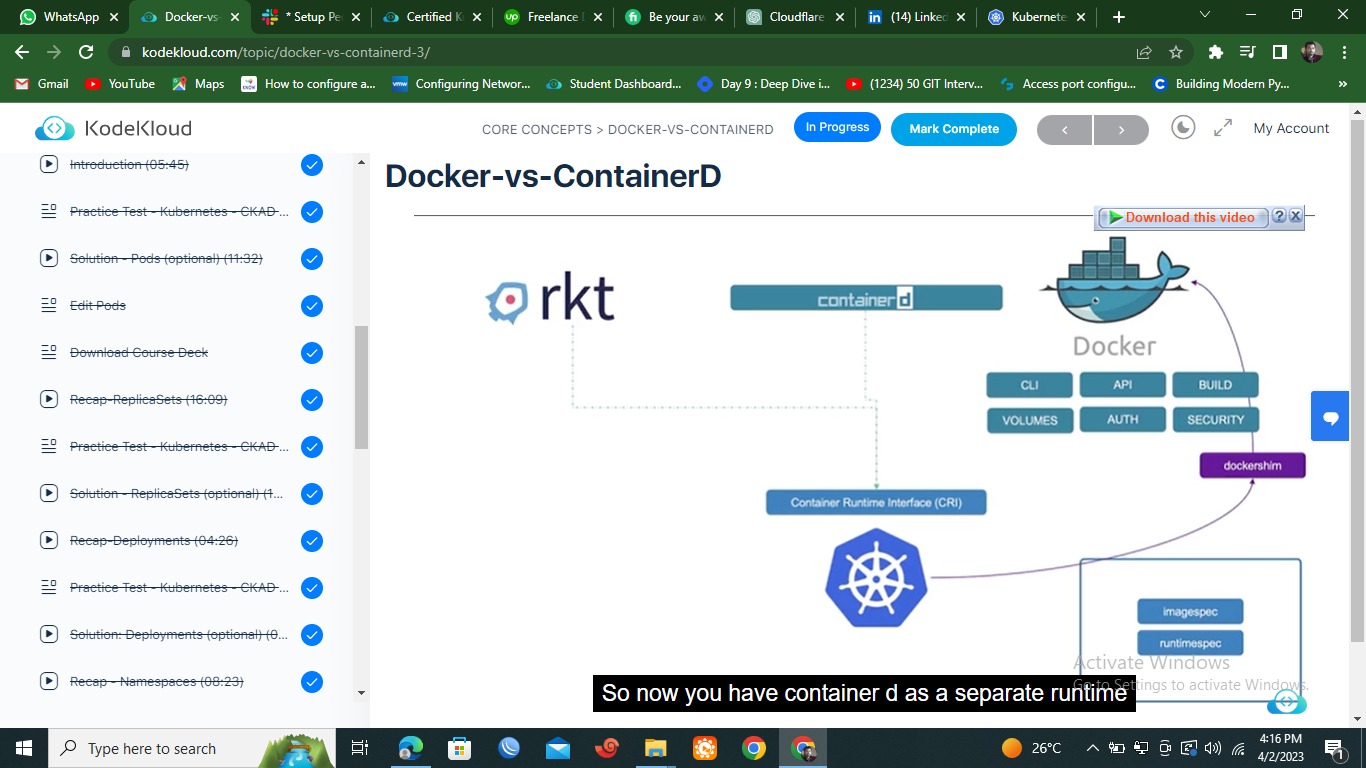 WhatsApp
Docker-vs-
* Setup Pe
Certified K
Freelance
Be your aw
Cloudflare
(14) Linked
Kubernete
kodekloud.com/topic/docker-vs-containerd-3/
Gmail
YouTube
Maps
How to configure a...
Configuring Networ...
Student Dashboard...
Day 9 : Deep Dive i...
(1234) 50 GIT Interv...
Access port configu...
Building Modern Py...
»
KodeKloud
CORE CONCEPTS > DOCKER-VS-CONTAINERD
In Progress
Mark Complete
<
>
My Account
Introduction (05:45)
Practice Test - Kubernetes - CKAD ...
Solution - Pods (optional) (11:32)
Edit Pods
Download Course Deck
Recap-ReplicaSets (16:09)
Practice Test - Kubernetes - CKAD ...
Solution - ReplicaSets (optional) (1...
Recap-Deployments (04:26)
Practice Test - Kubernetes - CKAD ...
Solution: Deployments (optional) (0...
Recap - Namespaces (08:23)
Docker-vs-ContainerD
Download this video
? X
rkt
containerd
Docker
CLI
API
BUILD
VOLUMES
AUTH
SECURITY
dockershim
Container Runtime Interface (CRI)
imagespec
runtimespec
Activate Windows
Go to Settings to activate Windows.
So now you have container d as a separate runtime
Type here to search
26°C
4:16 PM
4/2/2023
1